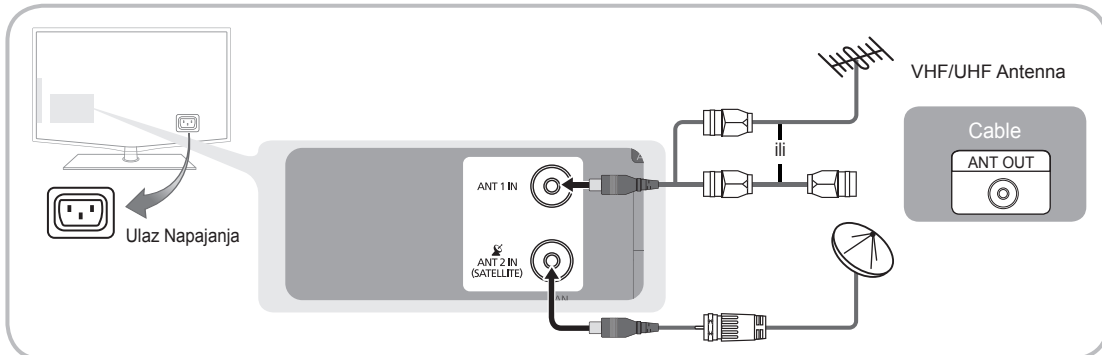 VHF/UHF Antenna
Cable
ANT OUT
ili
ANT 1 IN
Ulaz Napajanja
ANT 2 IN
(SATELLITE)